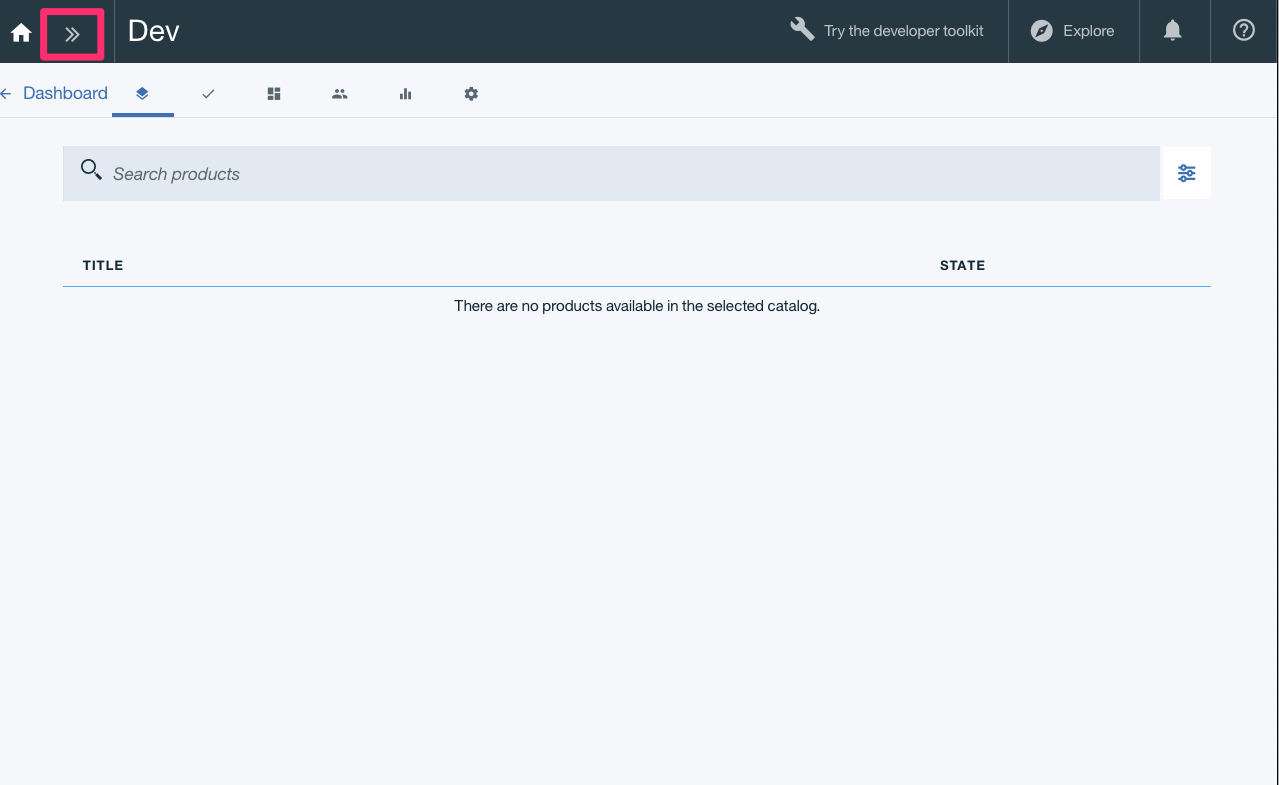 Dev
Try the developer toolkit
Explore
Dashboard
Search products
TITLE STATE
There are no products available in the selected catalog.